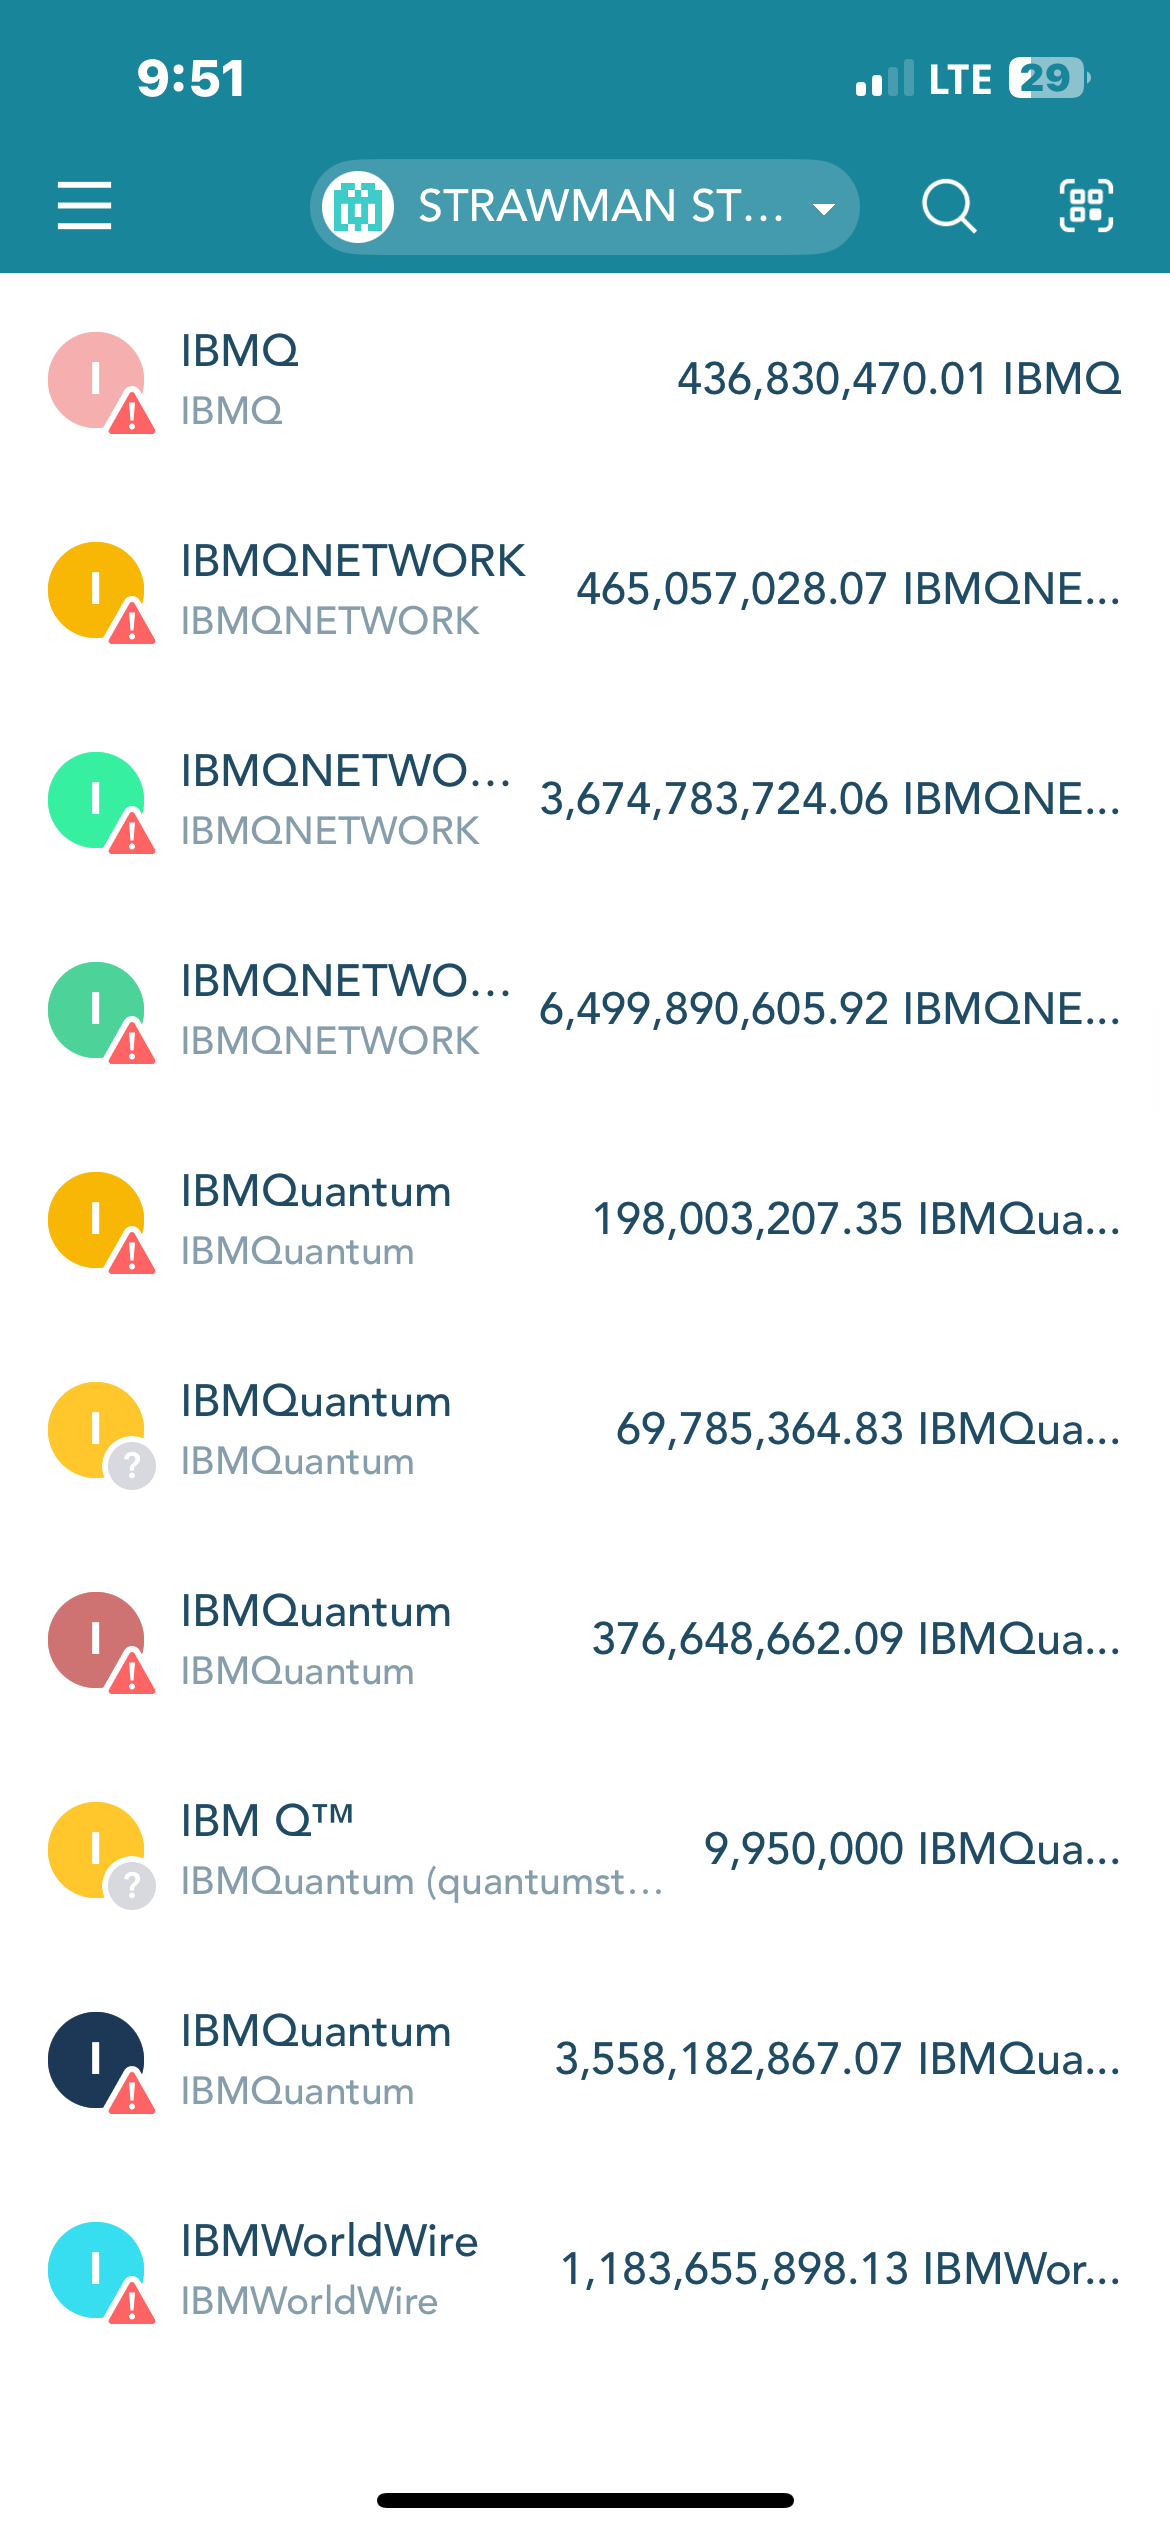 9:51
LTE 29
STRAWMAN ST...
I
IBMQ
436,830,470.01 IBMQ
IBMQ
I
IBMQNETWORK
465,057,028.07 IBMQNE...
IBMQNETWORK
I
IBMQNETWO...
3,674,783,724.06 IBMQNE...
IBMQNETWORK
I
IBMQNETWO...
6,499,890,605.92 IBMQNE...
IBMQNETWORK
I
IBMQuantum
198,003,207.35 IBMQua...
IBMQuantum
I
IBMQuantum
69,785,364.83 IBMQua...
IBMQuantum
?
I
IBMQuantum
376,648,662.09 IBMQua...
IBMQuantum
I
IBM Q™
9,950,000 IBMQua...
IBMQuantum (quantumst...
?
I
IBMQuantum
3,558,182,867.07 IBMQua...
IBMQuantum
I
IBMWorldWire
1,183,655,898.13 IBMWor...
IBMWorldWire